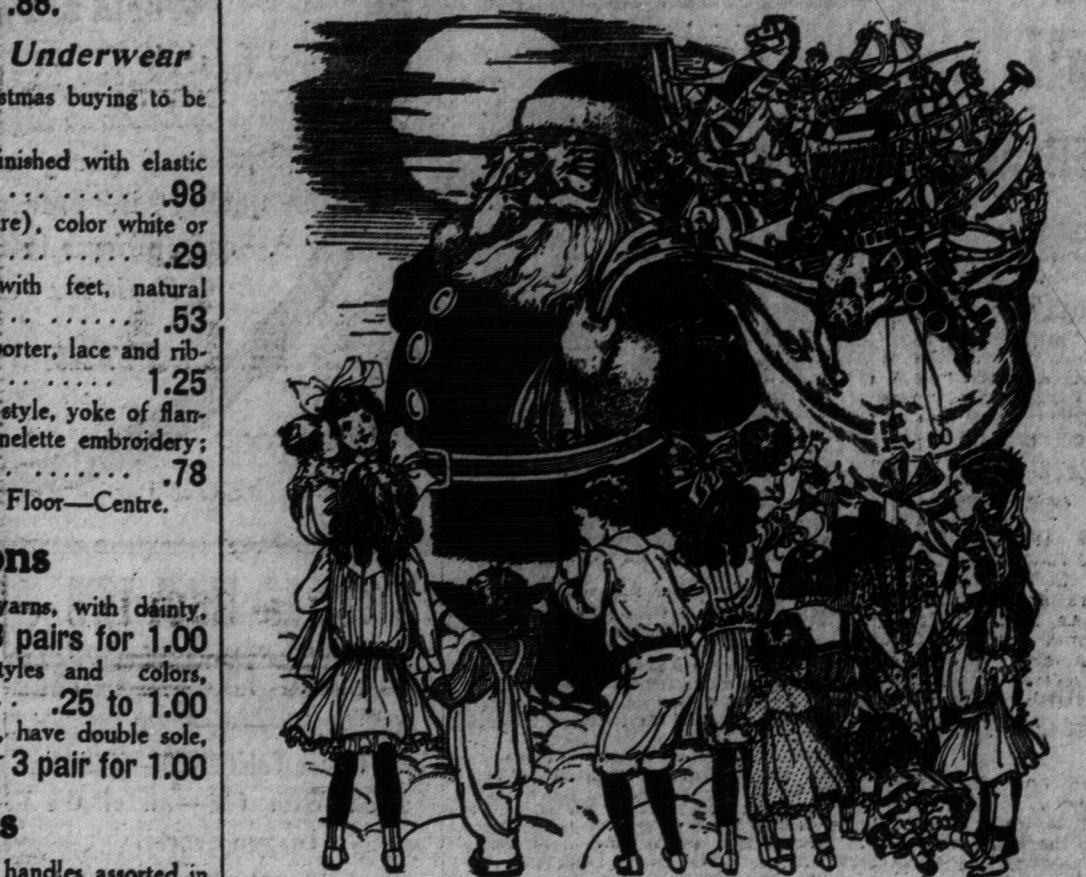 .88.
Underwear
stmas buying to be
inished with elastic
.98
re), color white or
.29
with feet, natural
.53
porter, lace and rib-
1.25
style, yoke of flan-
nelette embroidery;
.78
Floor—Centre.
ons
yarns, with dainty,
3 pairs for 1.00
tyles and colors,
.25 to 1.00
, have double sole,
3 pair for 1.00
s
handles assorted in